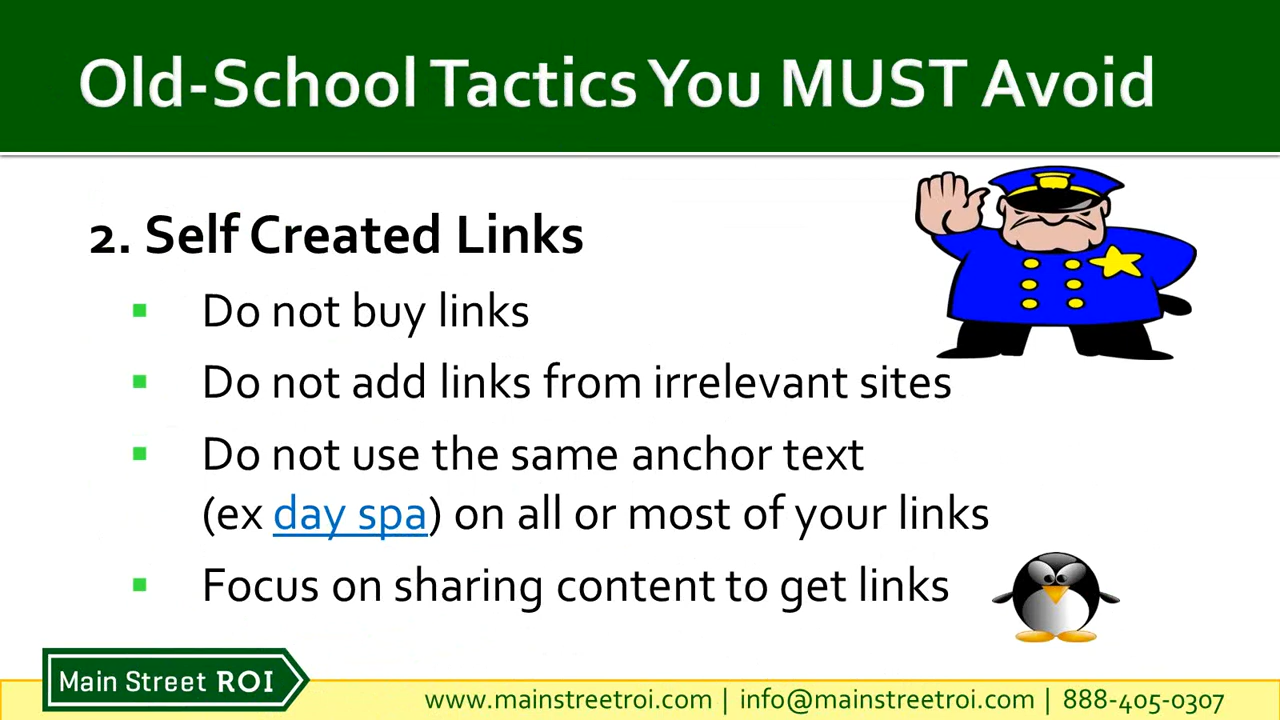 Old-School Tactics You MUST Avoid
2. Self Created Links
▪ Do not buy links
▪ Do not add links from irrelevant sites
▪ Do not use the same anchor text
(ex day spa) on all or most of your links
▪ Focus on sharing content to get links
Main Street ROI
www.mainstreetroi.com | info@mainstreetroi.com | 888-405-0307